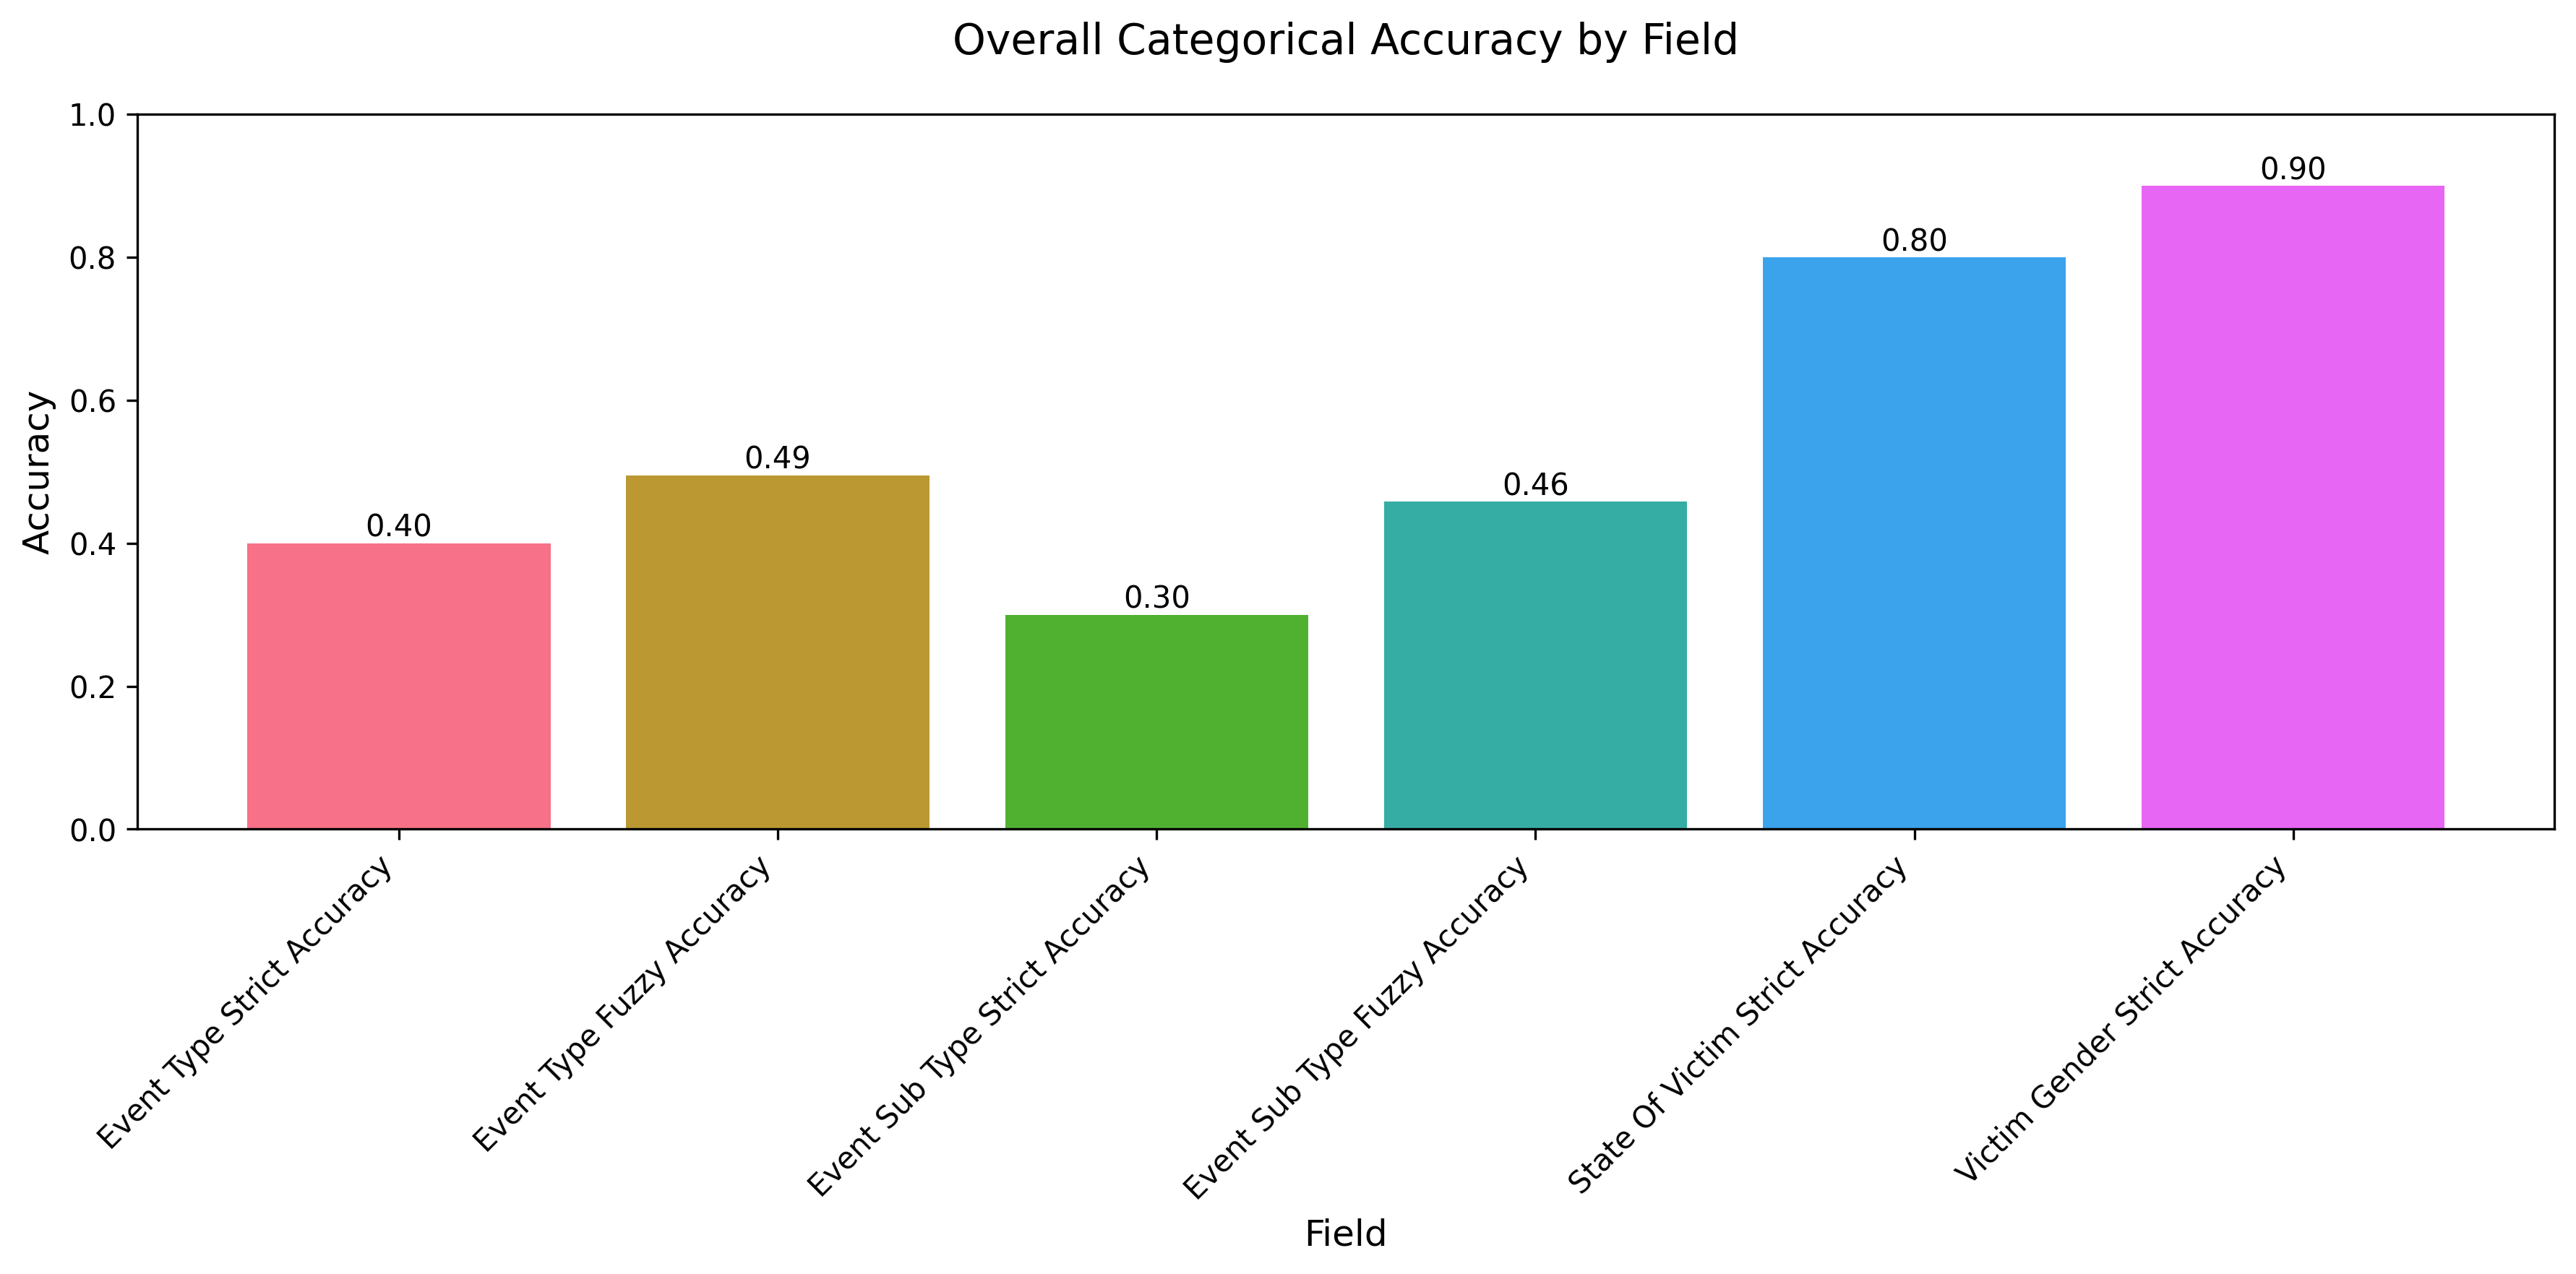 Overall Categorical Accuracy by Field
Accuracy
1.0
0.8
0.6
0.4
0.2
0.0
0.40
0.49
0.30
0.46
0.80
0.90
Event Type Strict Accuracy
Event Type Fuzzy Accuracy
Event Sub Type Strict Accuracy
Event Sub Type Fuzzy Accuracy
State Of Victim Strict Accuracy
Victim Gender Strict Accuracy
Field